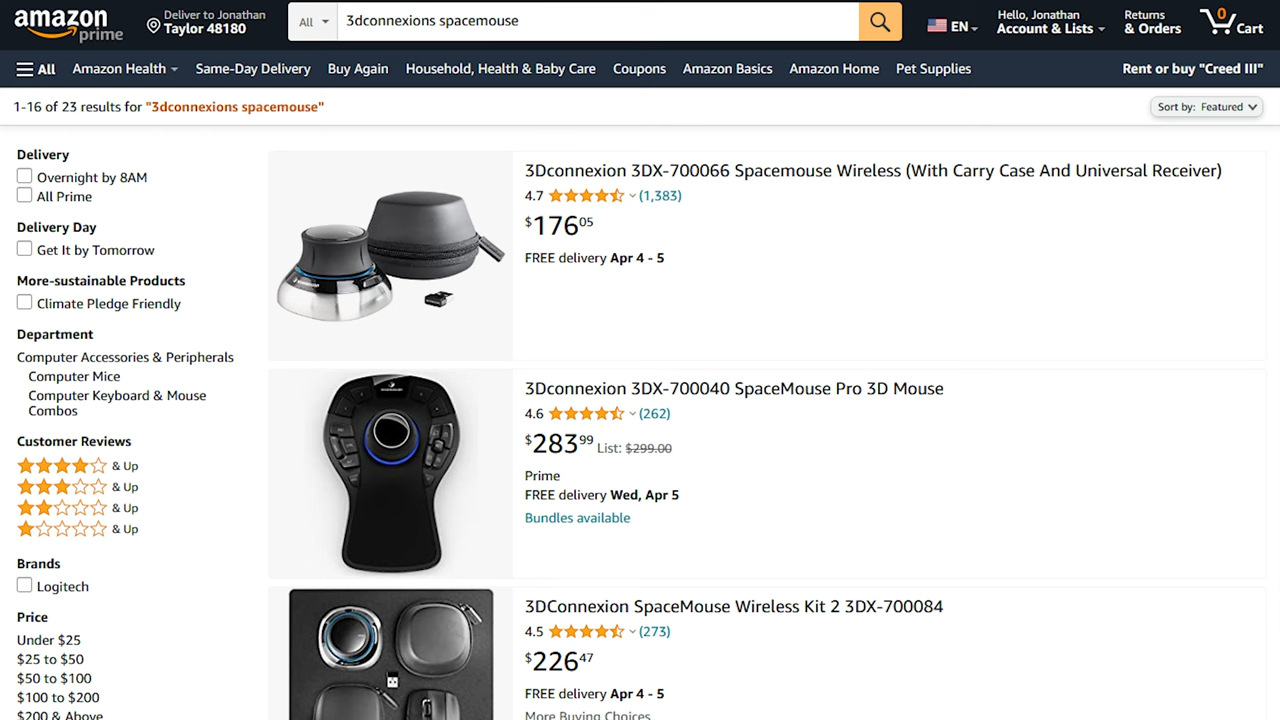 amazon
prime
Deliver to Jonathan
Taylor 48180
All
3dconnexions spacemouse
EN
Hello, Jonathan
Account & Lists
Returns
& Orders
0
Cart
All
Amazon Health
Same-Day Delivery
Buy Again
Household, Health & Baby Care
Coupons
Amazon Basics
Amazon Home
Pet Supplies
Rent or buy "Creed III"
1-16 of 23 results for "3dconnexions spacemouse"
Sort by: Featured
Delivery
Overnight by 8AM
All Prime
Delivery Day
Get It by Tomorrow
More-sustainable Products
Climate Pledge Friendly
Department
Computer Accessories & Peripherals
Computer Mice
Computer Keyboard & Mouse
Combos
Customer Reviews
& Up
& Up
& Up
& Up
Brands
Logitech
Price
Under $25
$25 to $50
$50 to $100
$100 to $200
$200 & Above
3Dconnexion 3DX-700066 Spacemouse Wireless (With Carry Case And Universal Receiver)
4.7 (1,383)
$176 05
FREE delivery Apr 4 - 5
3Dconnexion 3DX-700040 SpaceMouse Pro 3D Mouse
4.6 (262)
$283 99 List: $299.00
Prime
FREE delivery Wed, Apr 5
Bundles available
3DConnexion SpaceMouse Wireless Kit 2 3DX-700084
4.5 (273)
$226 47
FREE delivery Apr 4 - 5
More Buying Choices